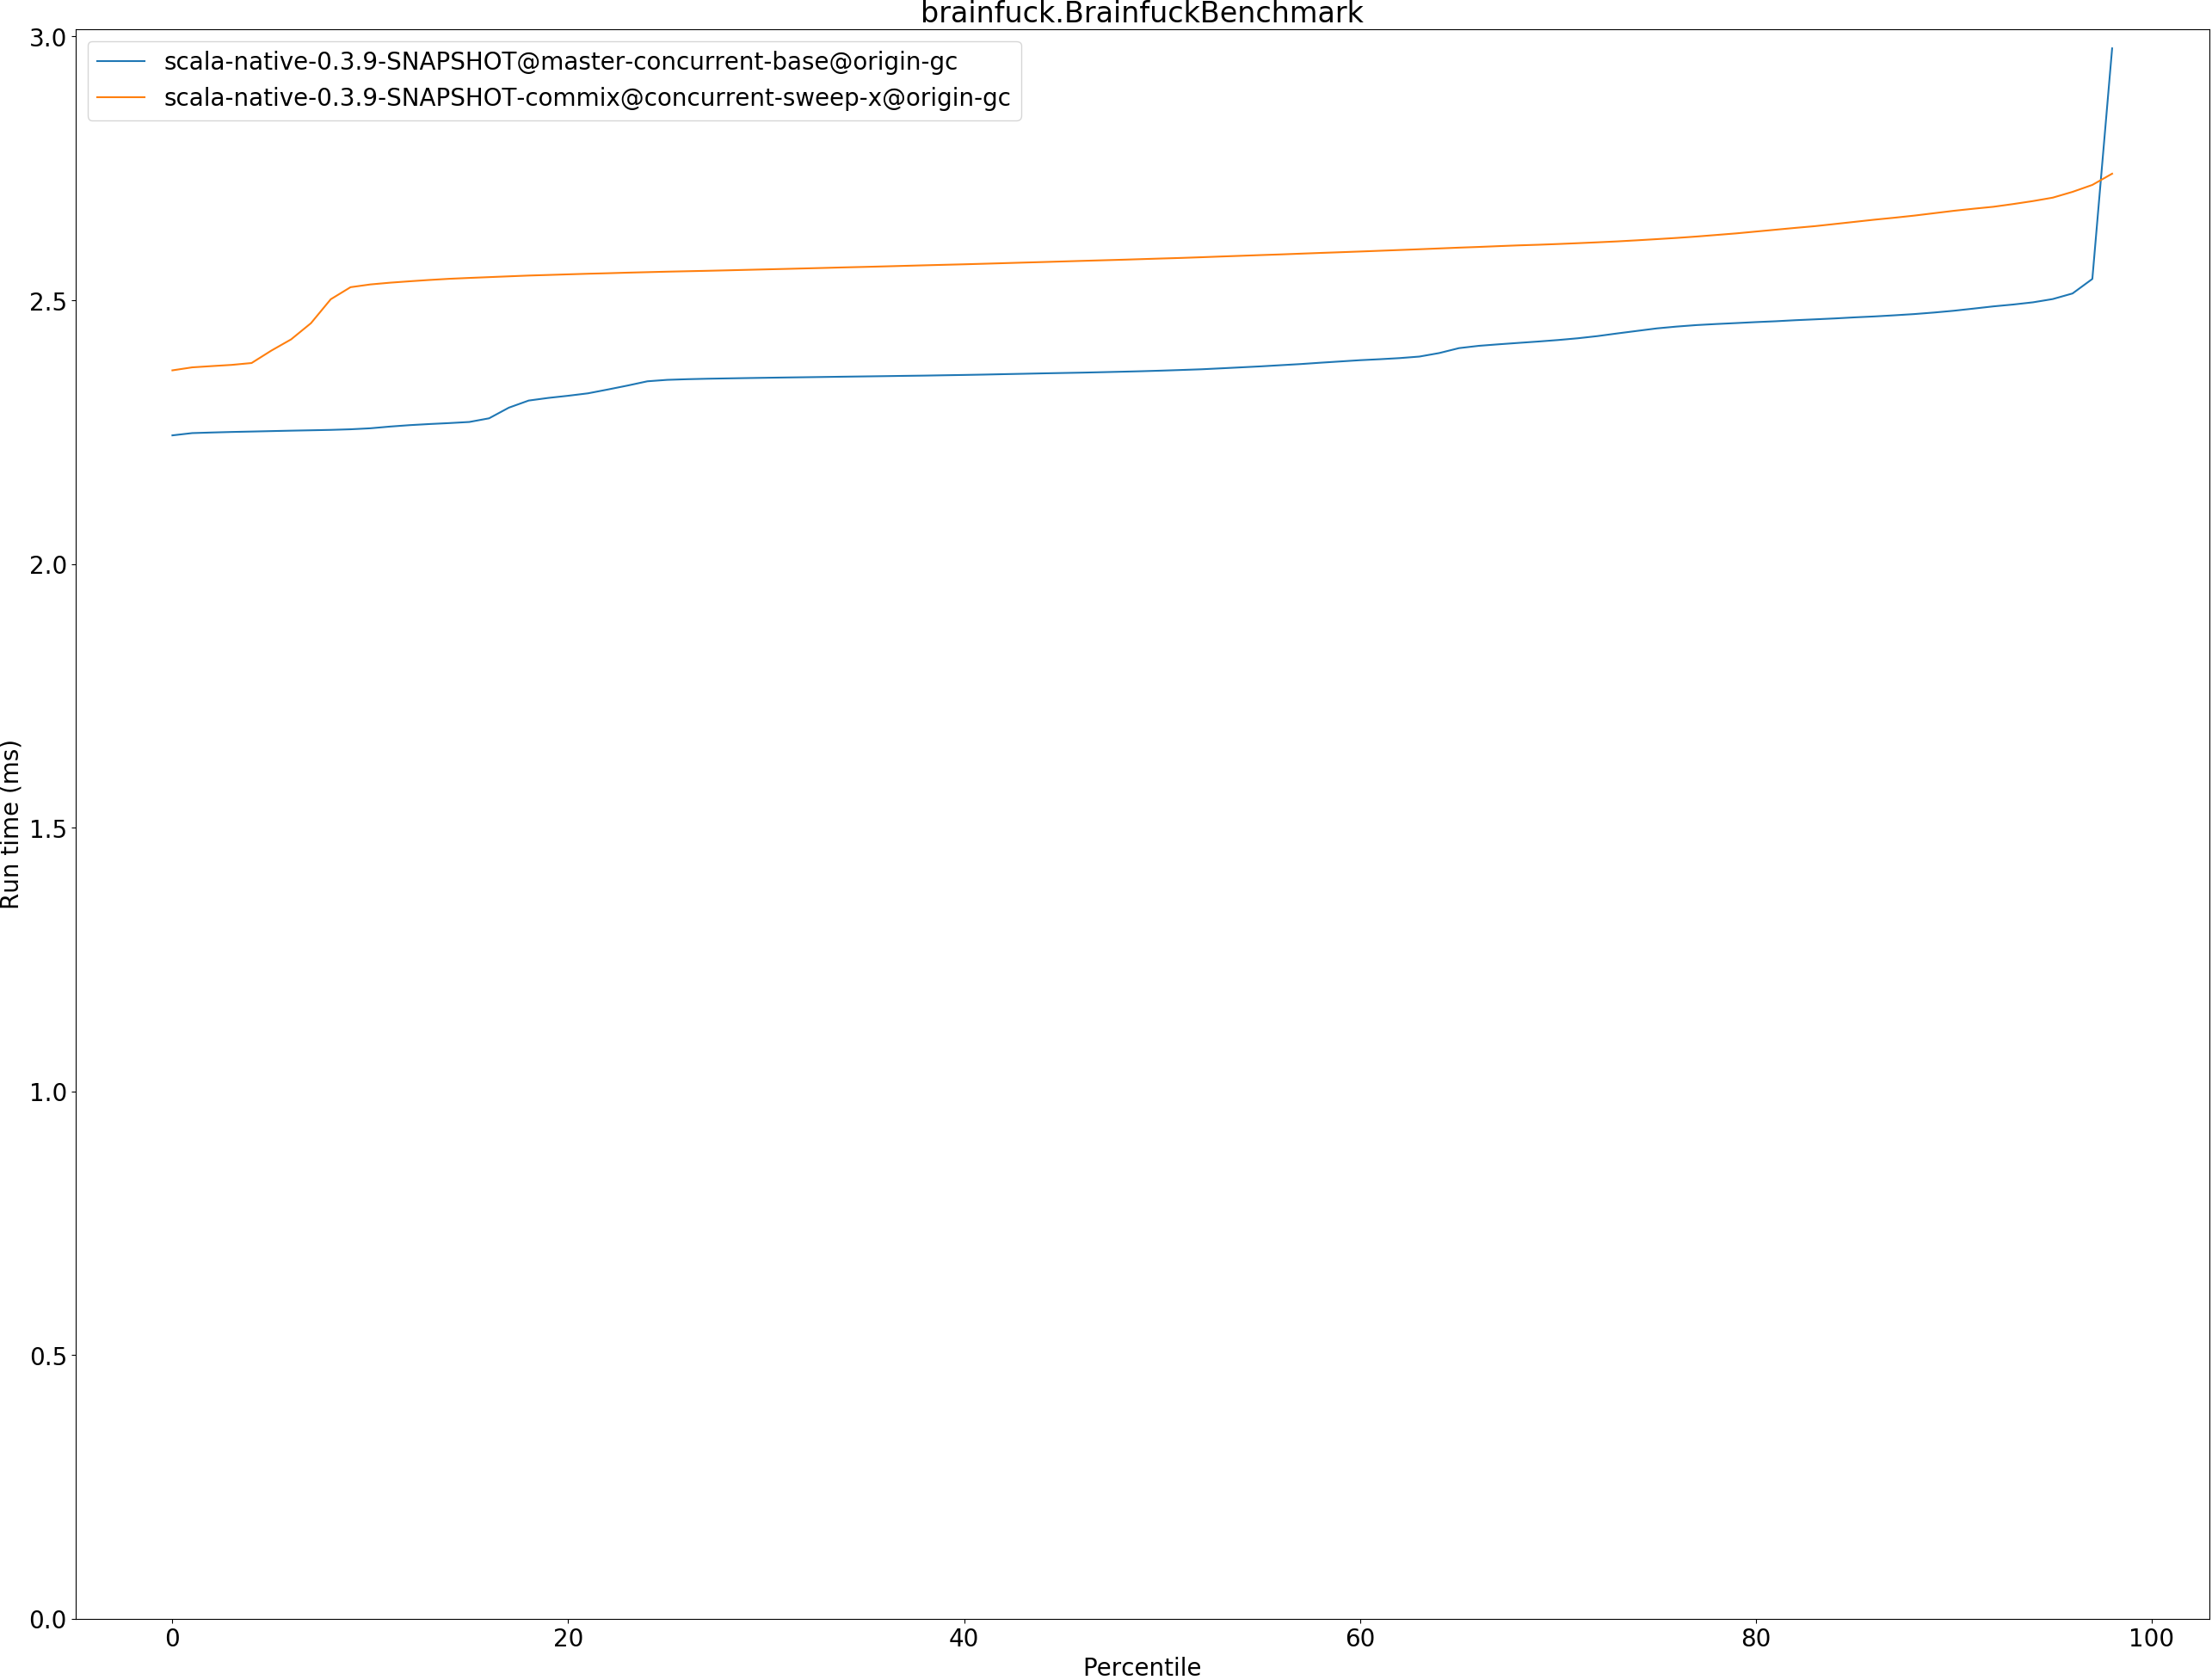 brainfuck.BrainfuckBenchmark
scala-native-0.3.9-SNAPSHOT@master-concurrent-base@origin-gc
scala-native-0.3.9-SNAPSHOT-commix@concurrent-sweep-x@origin-gc
3.0
2.5
2.0
1.5
1.0
0.5
0.0
Run time (ms)
0 20 40 60 80 100
Percentile